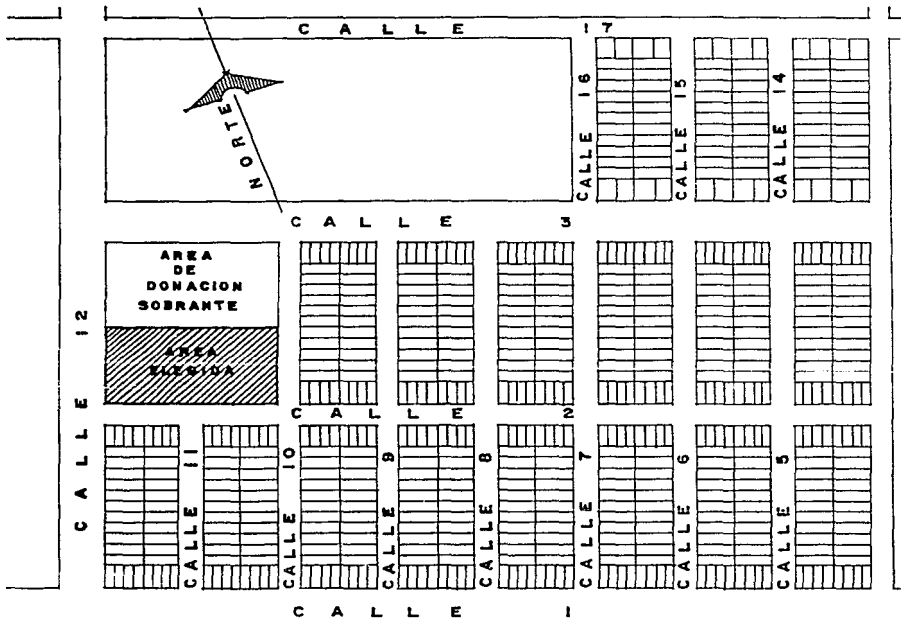 CALLE 17
CALLE 16
CALLE 15
CALLE 14
NORTE
CALLE 3
AREA
DE
DONACION
SOBRANTE
CALLE 12
AREA
ELEGIDA
CALLE 2
CALLE 11
CALLE 10
CALLE 9
CALLE 8
CALLE 7
CALLE 6
CALLE 5
CALLE 1